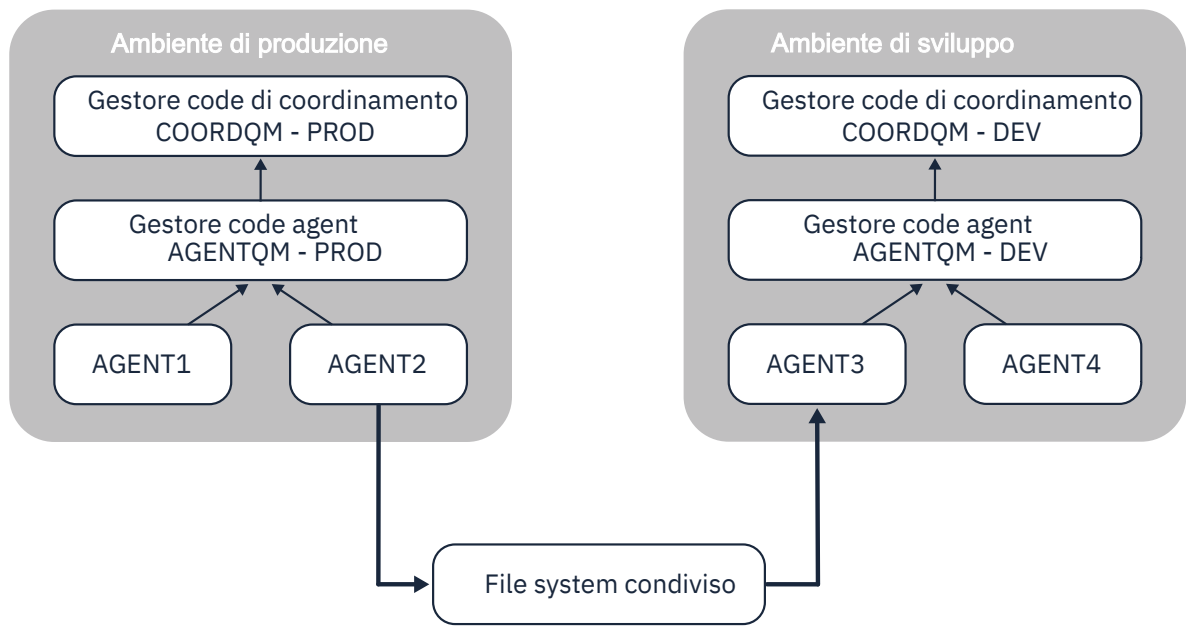 Ambiente di produzione
Gestore code di coordinamento
COORDQM - PROD
Gestore code agent
AGENTQM - PROD
AGENT1
AGENT2
Ambiente di sviluppo
Gestore code di coordinamento
COORDQM - DEV
Gestore code agent
AGENTQM - DEV
AGENT3
AGENT4
File system condiviso